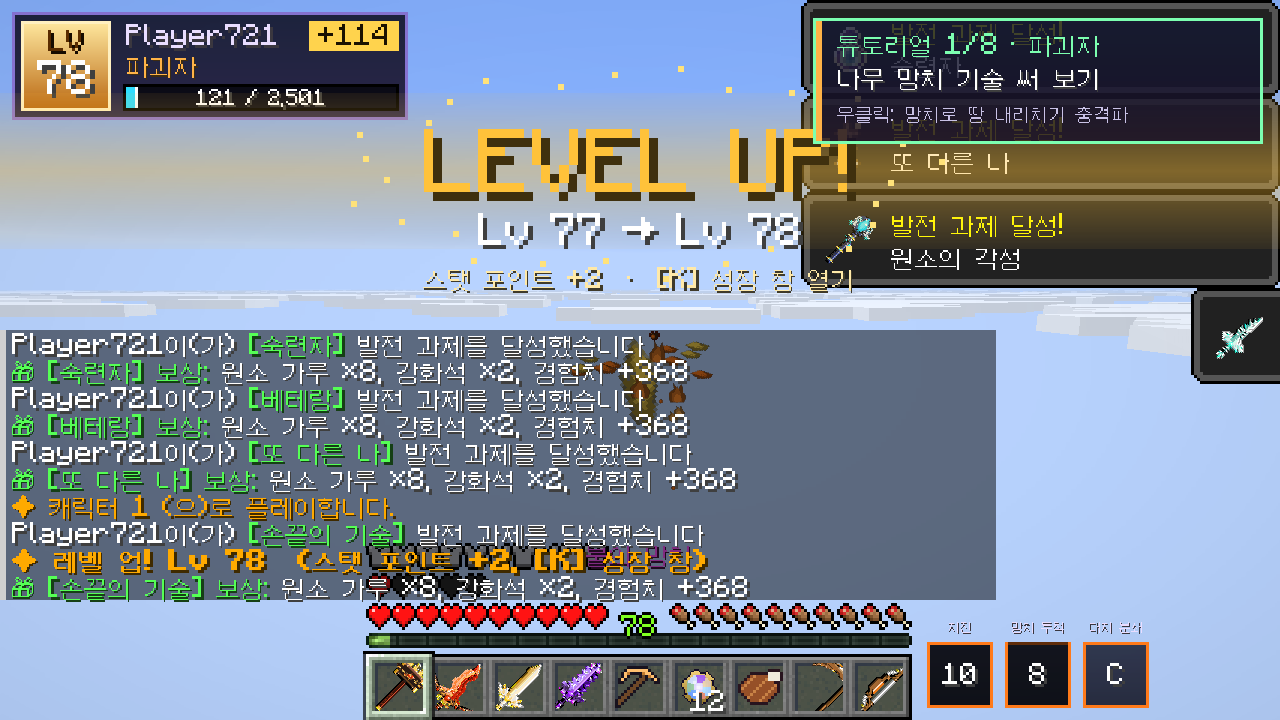 LV
78
Player721
+114
파괴자
121 / 2,501
튜토리얼 1/8 · 파괴자
나무 망치 기술 써 보기
우클릭: 망치로 땅 내리치기 충격파
또 다른 나
발전 과제 달성!
원소의 각성
LEVEL UP!
Lv 77 → Lv 78
스탯 포인트 +2 · [K] 성장 창 열기
Player721이(가) [숙련자] 발전 과제를 달성했습니다
[숙련자] 보상: 원소 가루 ×8, 강화석 ×2, 경험치 +368
Player721이(가) [베테랑] 발전 과제를 달성했습니다
[베테랑] 보상: 원소 가루 ×8, 강화석 ×2, 경험치 +368
Player721이(가) [또 다른 나] 발전 과제를 달성했습니다
[또 다른 나] 보상: 원소 가루 ×8, 강화석 ×2, 경험치 +368
✦ 캐릭터 1 (으)로 플레이합니다.
Player721이(가) [손끝의 기술] 발전 과제를 달성했습니다
✦ 레벨 업! Lv 78 (스탯 포인트 +2, [K] 성장 창)
[손끝의 기술] 보상: 원소 가루 ×8, 강화석 ×2, 경험치 +368
78
12
지진
10
망치 투척
8
C